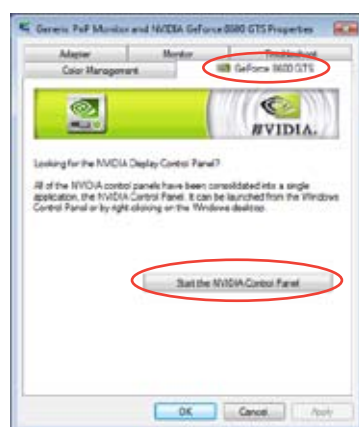 Generic PnP Monitor and NVIDIA GeForce 8600 GTS Properties
Adapter Monitor Troubleshoot
Color Management GeForce 8600 GTS
NVIDIA.
Looking for the NVIDIA Display Control Panel?
All of the NVIDIA control panels have been consolidated into a single
application, the NVIDIA Control Panel. It can be launched from the Windows
Control Panel or by right clicking on the Windows desktop.
Start the NVIDIA Control Panel
OK Cancel Apply